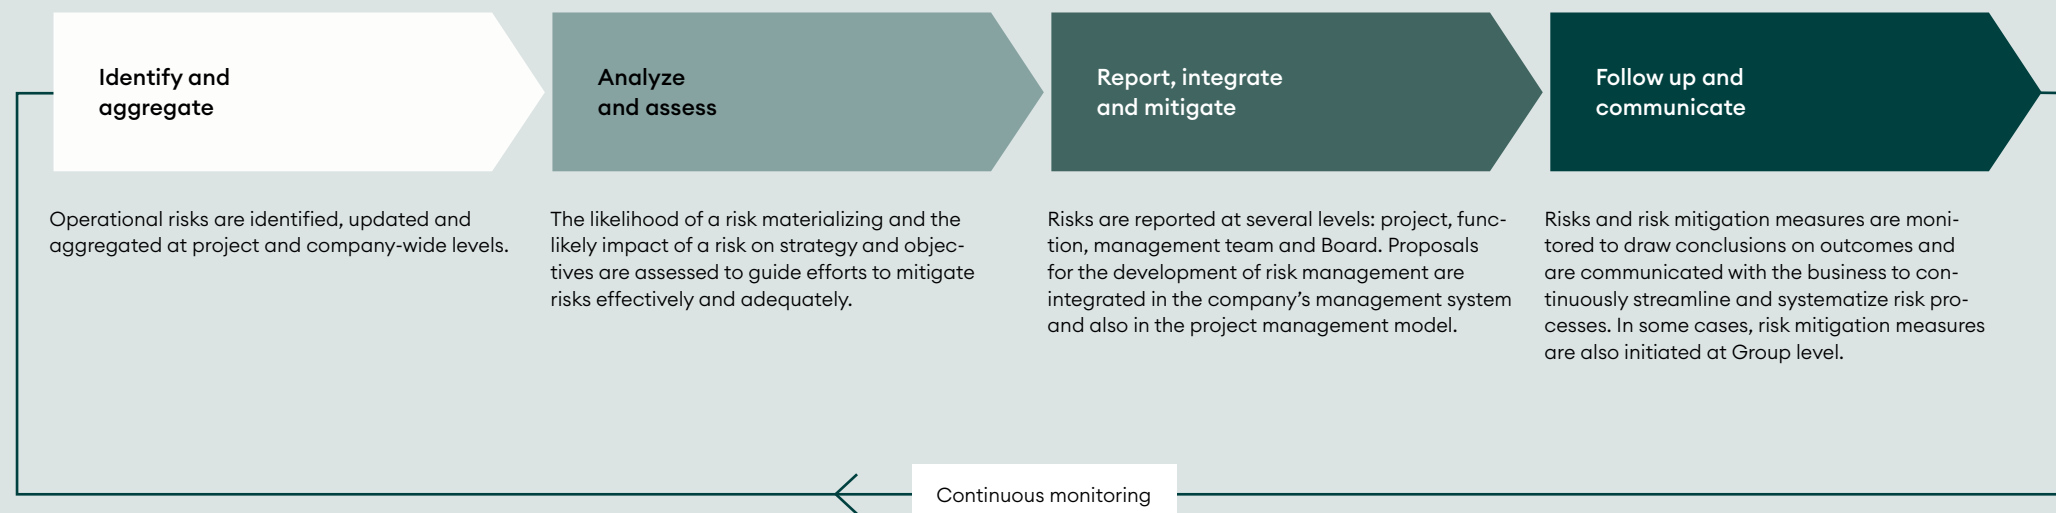 Identify and
aggregate
Analyze
and assess
Report, integrate
and mitigate
Follow up and
communicate
Operational risks are identified, updated and
aggregated at project and company-wide levels.
The likelihood of a risk materializing and the
likely impact of a risk on strategy and objec-
tives are assessed to guide efforts to mitigate
risks effectively and adequately.
Risks are reported at several levels: project, func-
tion, management team and Board. Proposals
for the development of risk management are
integrated in the company’s management system
and also in the project management model.
Risks and risk mitigation measures are moni-
tored to draw conclusions on outcomes and
are communicated with the business to con-
tinuously streamline and systematize risk pro-
cesses. In some cases, risk mitigation measures
are also initiated at Group level.
Continuous monitoring